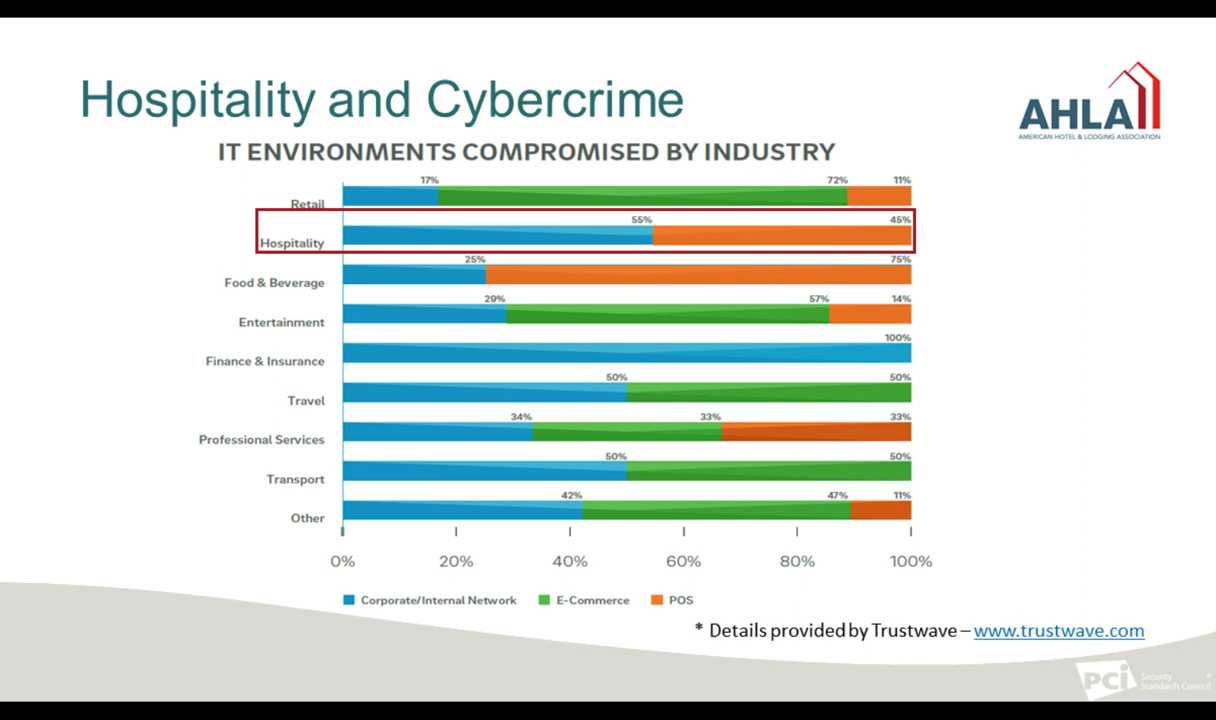 Hospitality and Cybercrime
AHLA
AMERICAN HOTEL & LODGING ASSOCIATION
IT ENVIRONMENTS COMPROMISED BY INDUSTRY
17% 72% 11%
Retail
55% 45%
Hospitality
25% 75%
Food & Beverage
29% 57% 14%
Entertainment
100%
Finance & Insurance
50% 50%
Travel
34% 33% 33%
Professional Services
50% 50%
Transport
42% 47% 11%
Other
0% 20% 40% 60% 80% 100%
Corporate/Internal Network E-Commerce POS
* Details provided by Trustwave – www.trustwave.com
PCi Security
Standards Council